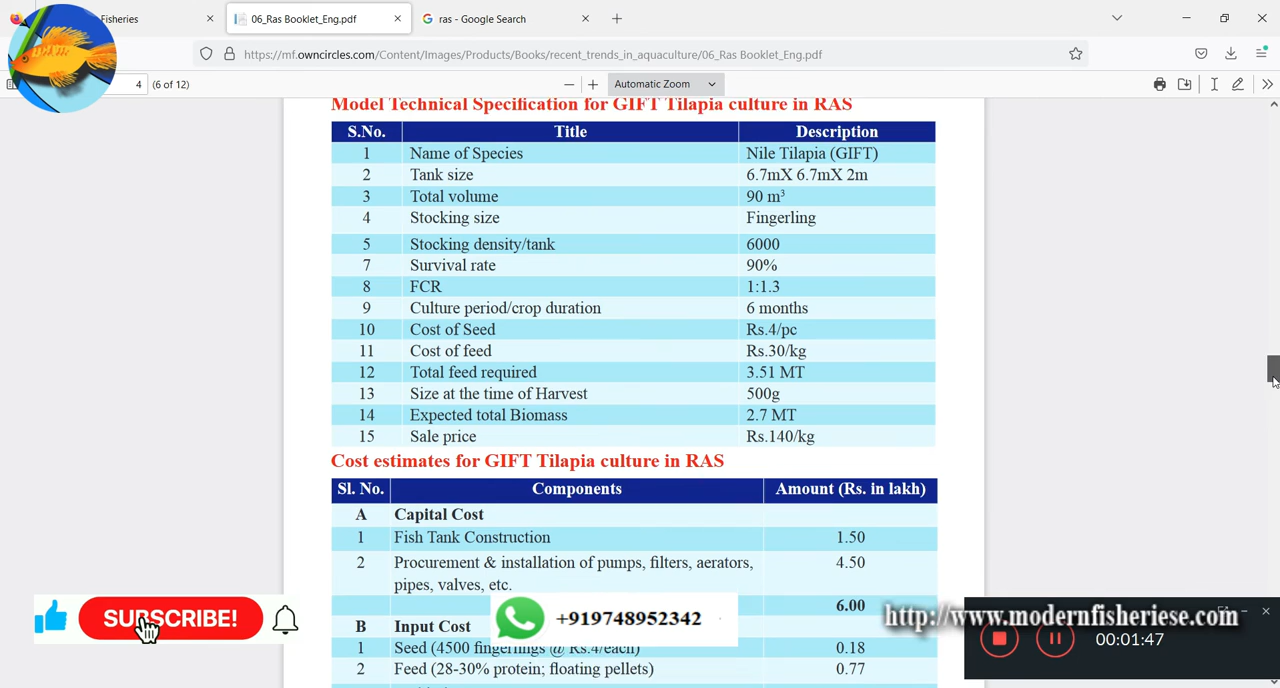 Fisheries
06_Ras Booklet_Eng.pdf
ras - Google Search
https://mf.owncircles.com/Content/Images/Products/Books/recent_trends_in_aquaculture/06_Ras Booklet_Eng.pdf
4 (6 of 12)
Automatic Zoom
Model Technical Specification for GIFT Tilapia culture in RAS
S.No. Title Description
1 Name of Species Nile Tilapia (GIFT)
2 Tank size 6.7mX 6.7mX 2m
3 Total volume 90 m³
4 Stocking size Fingerling
5 Stocking density/tank 6000
7 Survival rate 90%
8 FCR 1:1.3
9 Culture period/crop duration 6 months
10 Cost of Seed Rs.4/pc
11 Cost of feed Rs.30/kg
12 Total feed required 3.51 MT
13 Size at the time of Harvest 500g
14 Expected total Biomass 2.7 MT
15 Sale price Rs.140/kg
Cost estimates for GIFT Tilapia culture in RAS
Sl. No. Components Amount (Rs. in lakh)
A Capital Cost
1 Fish Tank Construction 1.50
2 Procurement & installation of pumps, filters, aerators, 4.50
pipes, valves, etc.
6.00
B Input Cost
1 Seed (4500 fingerlings @ Rs.4/each) 0.18
2 Feed (28-30% protein; floating pellets) 0.77
SUBSCRIBE!
+919748952342
http://www.modernfisheriese.com
00:01:47